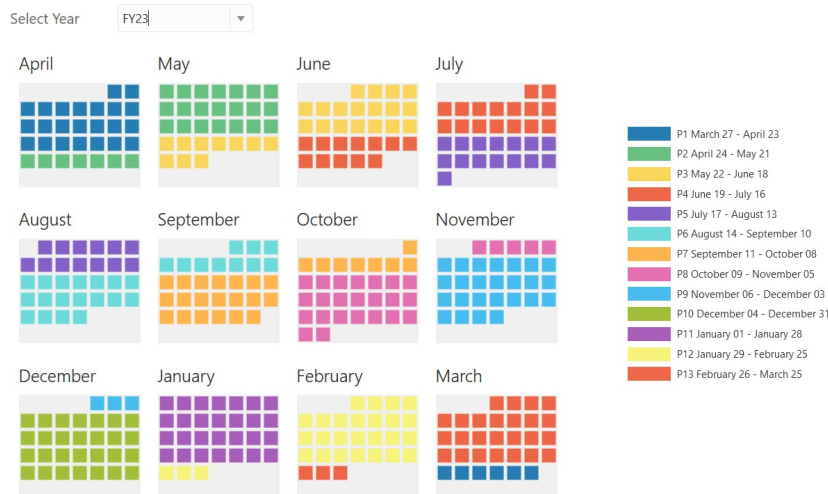 Select Year FY23
April May June July
August September October November
December January February March
P1 March 27 - April 23
P2 April 24 - May 21
P3 May 22 - June 18
P4 June 19 - July 16
P5 July 17 - August 13
P6 August 14 - September 10
P7 September 11 - October 08
P8 October 09 - November 05
P9 November 06 - December 03
P10 December 04 - December 31
P11 January 01 - January 28
P12 January 29 - February 25
P13 February 26 - March 25